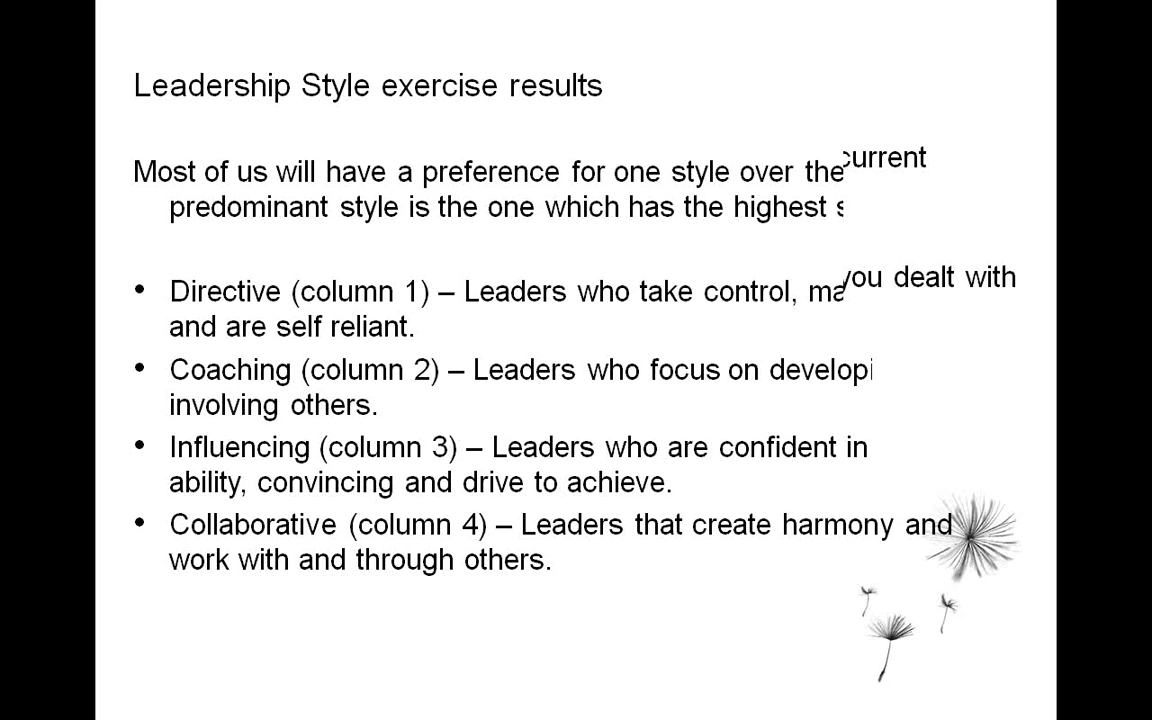 Leadership Style exercise results
Most of us will have a preference for one style over the current
predominant style is the one which has the highest
• Directive (column 1) – Leaders who take control, you dealt with
and are self reliant.
• Coaching (column 2) – Leaders who focus on
involving others.
• Influencing (column 3) – Leaders who are confident in
ability, convincing and drive to achieve.
• Collaborative (column 4) – Leaders that create harmony and
work with and through others.